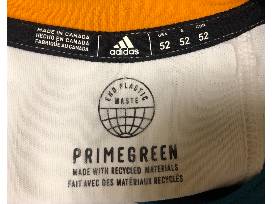 MADE IN CANADA
HECHO EN CANADA
FABRIQUÉ AU CANADA
adidas
USA
52
52
52
END PLASTIC
WASTE
PRIMEGREEN
MADE WITH RECYCLED MATERIALS
FAIT AVEC DES MATÉRIAUX RECYCLÉS